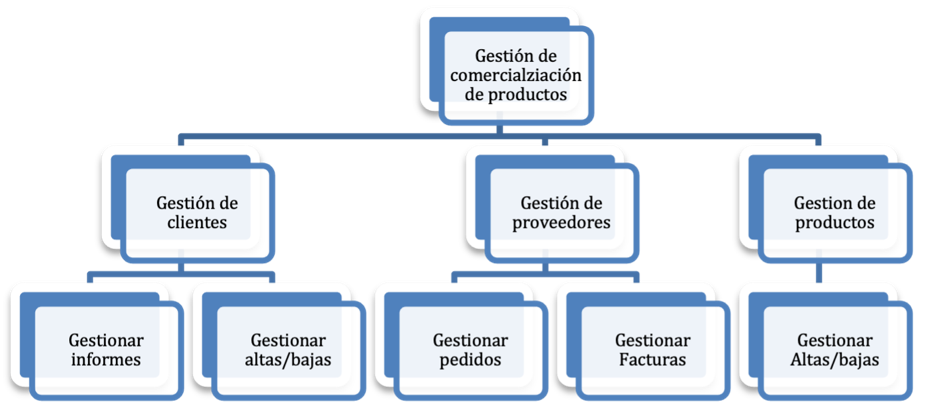 Gestión de
comercialziación
de productos
Gestión de
clientes
Gestión de
proveedores
Gestion de
productos
Gestionar
informes
Gestionar
altas/bajas
Gestionar
pedidos
Gestionar
Facturas
Gestionar
Altas/bajas